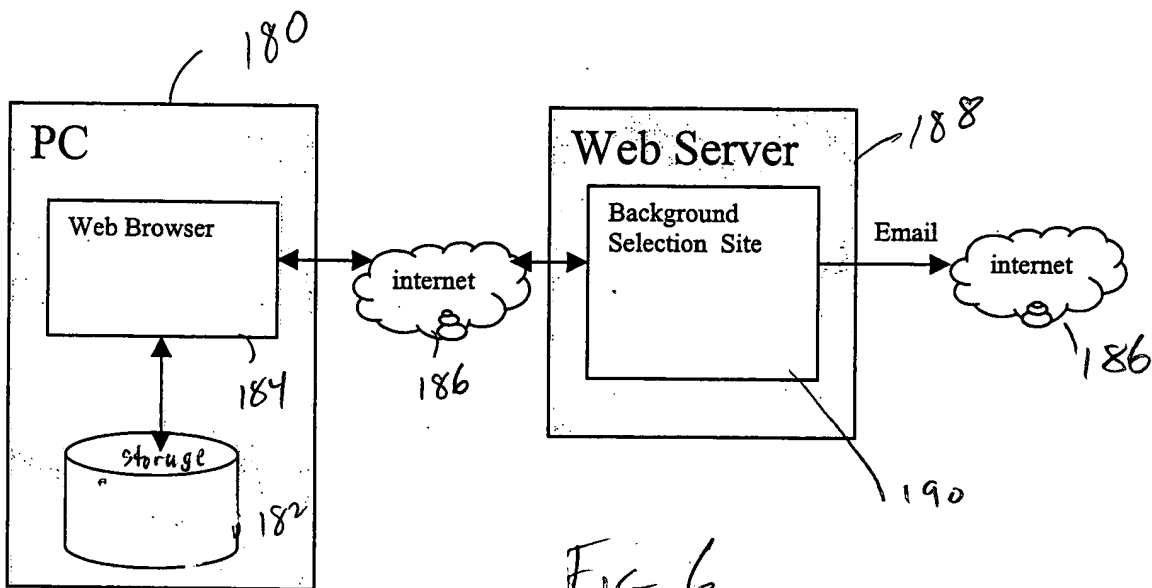 180
PC
Web Server
188
Web Browser
Background
Selection Site
Email
internet
internet
186
184
186
storage
182
190
Fig 6